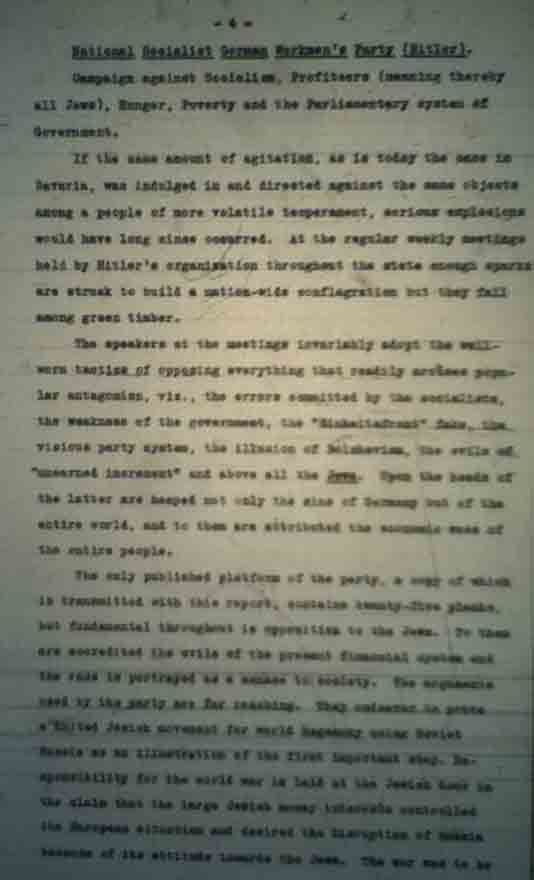 - 4 -
National Socialist German Workmen's Party (Hitler).
Campaign against Socialism, Profiteers (meaning thereby
all Jews), Hunger, Poverty and the Parliamentary system of
Government.
If the same amount of agitation, as is today the case in
Bavaria, was indulged in and directed against the same objects
among a people of more volatile temperament, serious explosions
would have long since occurred. At the regular weekly meetings
held by Hitler's organization throughout the state enough sparks
are struck to build a nation-wide conflagration but they fall
among green timber.
The speakers at the meetings invariably adopt the well-
worn tactics of opposing everything that readily arouses popu-
lar antagonism, viz., the errors committed by the socialists,
the weakness of the government, the "Einheitsfront" fake, the
vicious party system, the illusion of Bolshevism, the evils of
"unearned increment" and above all the Jews. Upon the heads of
the latter are heaped not only the sins of Germany but of the
entire world, and to them are attributed the economic woes of
the entire people.
The only published platform of the party, a copy of which
is transmitted with this report, contains twenty-five planks,
but fundamental throughout is opposition to the Jews. To them
are accredited the evils of the present financial system and
the race is portrayed as a menace to society. The arguments
used by the party are far reaching. They endeavor to prove
a United Jewish movement for world hegemony using Soviet
Russia as an illustration of the first important step. Re-
sponsibility for the world war is laid at the Jewish door on
the claim that the large Jewish money interests controlled
the European situation and desired the disruption of Russia
because of its attitude towards the Jews. The war was to be